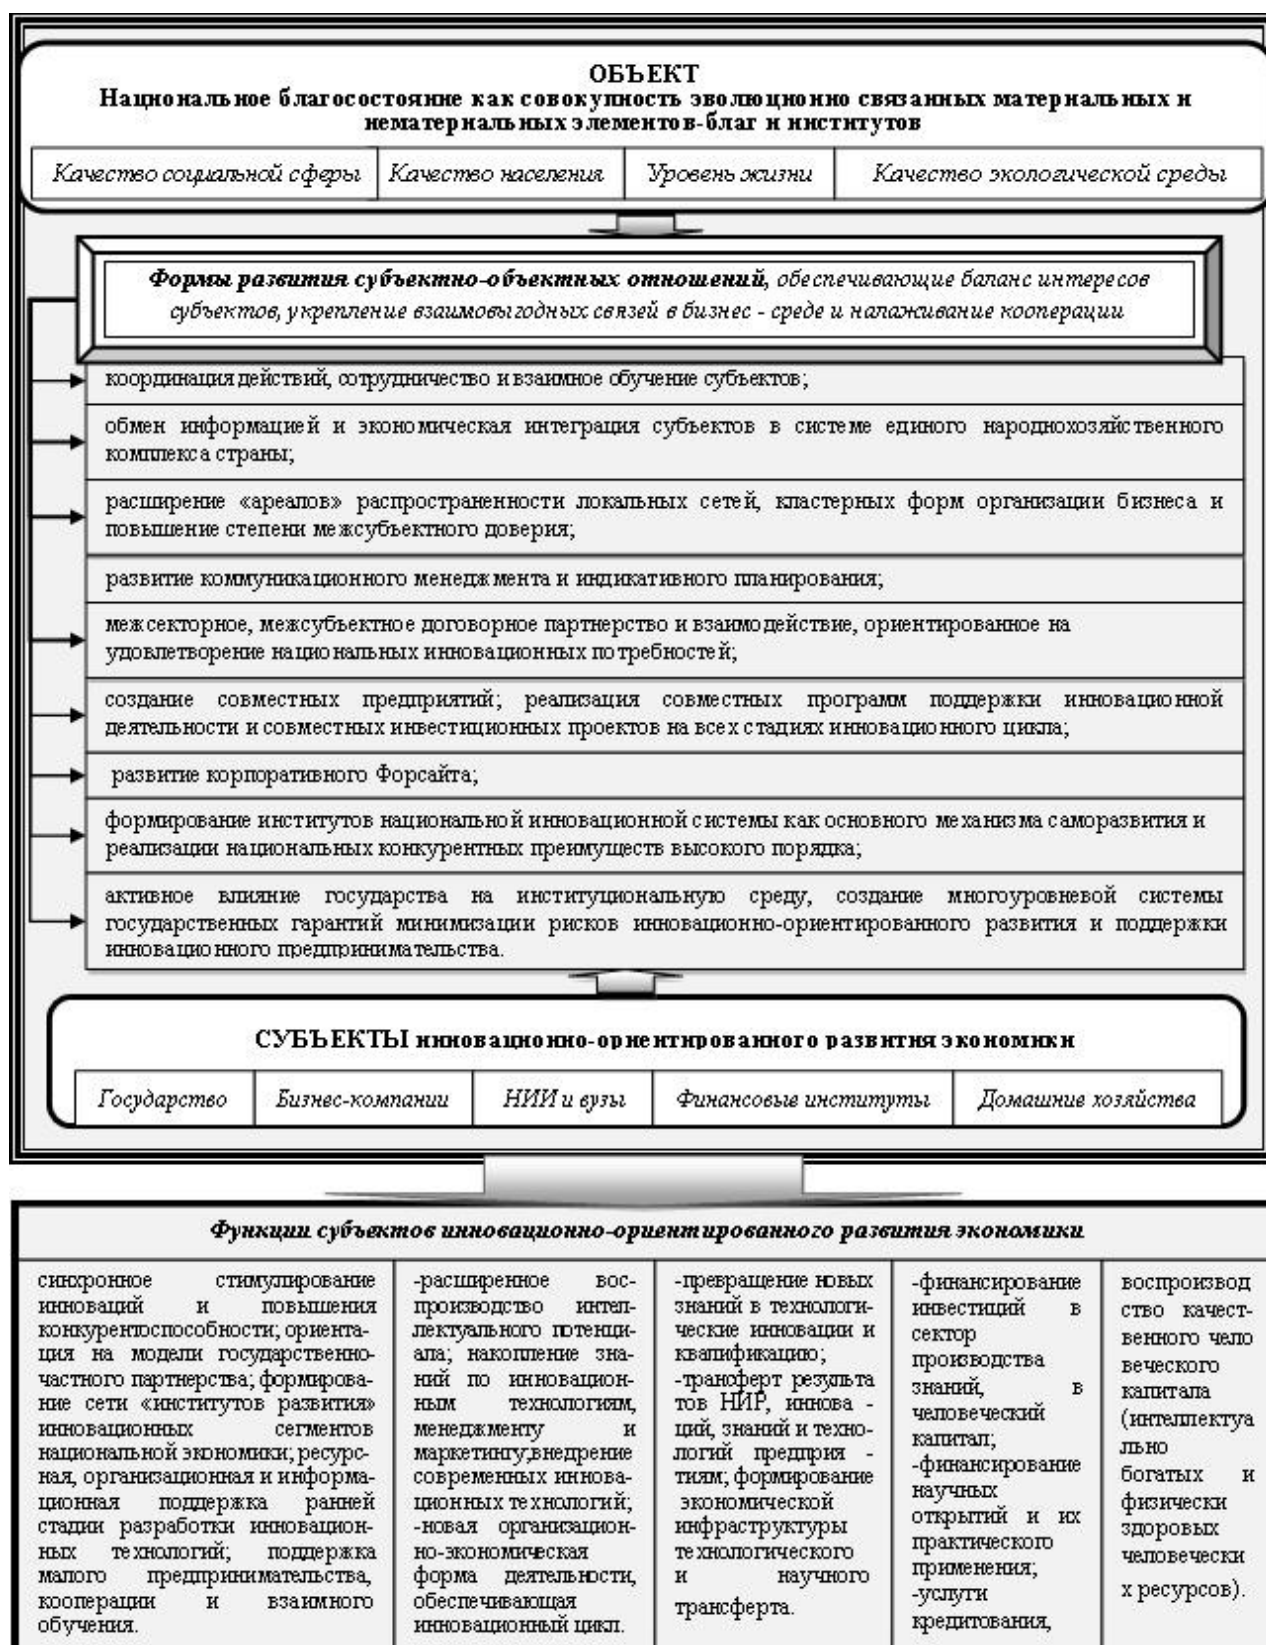 ОБЪЕКТ
Национальное благосостояние как совокупность эволюционно связанных материальных и
нематериальных элементов-благ и институтов
Качество социальной сферы
Качество населения
Уровень жизни
Качество экологической среды
Формы развития субъектно-объектных отношений, обеспечивающие баланс интересов
субъектов, укрепление взаимовыгодных связей в бизнес - среде и налаживание кооперации
координация действий, сотрудничество и взаимное обучение субъектов;
обмен информацией и экономическая интеграция субъектов в системе единого народнохозяйственного
комплекса страны;
расширение «ареалов» распространенности локальных сетей, кластерных форм организации бизнеса и
повышение степени межсубъектного доверия;
развитие коммуникационного менеджмента и индикативного планирования;
межсекторное, межсубъектное договорное партнерство и взаимодействие, ориентированное на
удовлетворение национальных инновационных потребностей;
создание совместных предприятий; реализация совместных программ поддержки инновационной
деятельности и совместных инвестиционных проектов на всех стадиях инновационного цикла;
развитие корпоративного Форсайта;
формирование институтов национальной инновационной системы как основного механизма саморазвития и
реализации национальных конкурентных преимуществ высокого порядка;
активное влияние государства на институциональную среду, создание многоуровневой системы
государственных гарантий минимизации рисков инновационно-ориентированного развития и поддержки
инновационного предпринимательства.
СУБЪЕКТЫ инновационно-ориентированного развития экономики
Государство
Бизнес-компании
НИИ и вузы
Финансовые институты
Домашние хозяйства
Функции субъектов инновационно-ориентированного развития экономики
синхронное стимулирование
инноваций и повышения
конкурентоспособности; ориента-
ция на модели государственно-
частного партнерства; формирова-
ние сети «институтов развития»
инновационных сегментов
национальной экономики; ресурс-
ная, организационная и информа-
ционная поддержка ранней
стадии разработки инновацион-
ных технологий; поддержка
малого предпринимательства,
кооперации и взаимного
обучения.
-расширенное вос-
производство интел-
лектуального потенци-
ала; накопление зна-
ний по инновацион-
ным технологиям,
менеджменту и
маркетингу;внедрение
современных иннова-
ционных технологий;
-новая организацион-
но-экономическая
форма деятельности,
обеспечивающая
инновационный цикл.
-превращение новых
знаний в технологи-
ческие инновации и
квалификацию;
-трансферт результа
тов НИР, иннова -
ций, знаний и техно-
логий предприя -
тиям; формирование
экономической
инфраструктуры
технологического
и научного
трансферта.
-финансирование
инвестиций в
сектор
производства
знаний, в
человеческий
капитал;
-финансирование
научных
открытий и их
практического
применения;
-услуги
кредитования,
воспроизвод
ство качест-
венного чело
веческого
капитала
(интеллектуа
льно
богатых и
физически
здоровых
человечески
х ресурсов).